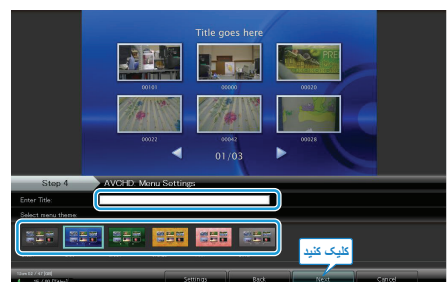 Title goes here
PRE
00101 00000 00020
00022 00042 00028
01/03
Step 4 AVCHD: Menu Settings
Enter Title:
Select menu theme:
کلیک کنید
Settings Back Next Cancel